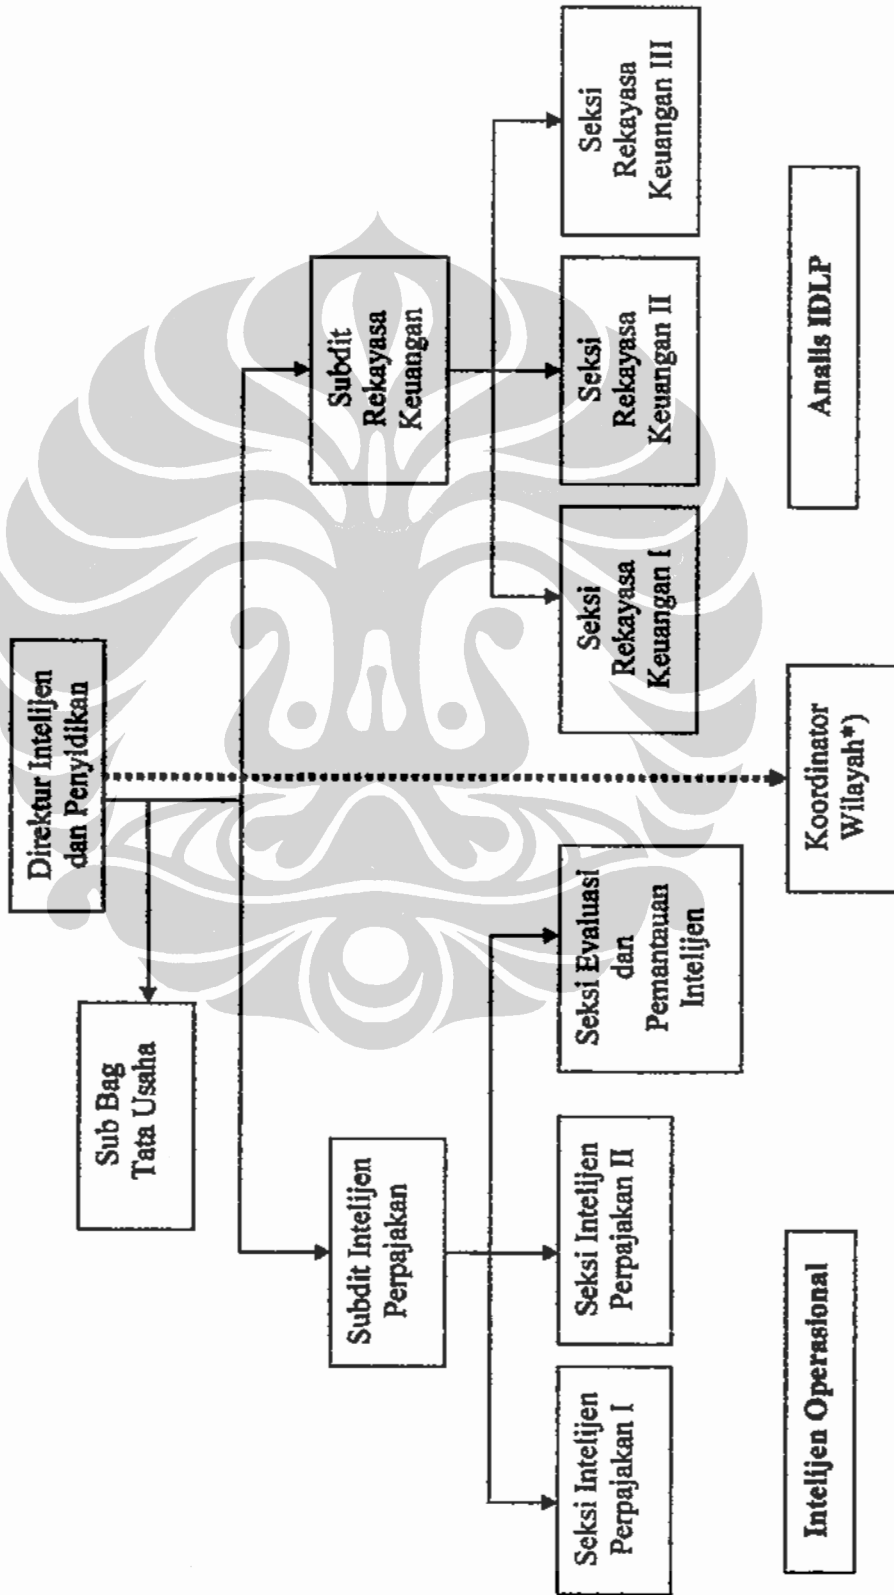 Direktur Intelijen
dan Penyidikan
Sub Bag
Tata Usaha
Subdit Intelijen
Perpajakan
Subdit
Rekayasa
Keuangan
Seksi Intelijen
Perpajakan I
Seksi Intelijen
Perpajakan II
Seksi Evaluasi
dan
Pemantauan
Intelijen
Seksi
Rekayasa
Keuangan I
Seksi
Rekayasa
Keuangan II
Seksi
Rekayasa
Keuangan III
Intelijen Operasional
Koordinator
Wilayah*)
Analis IDLP